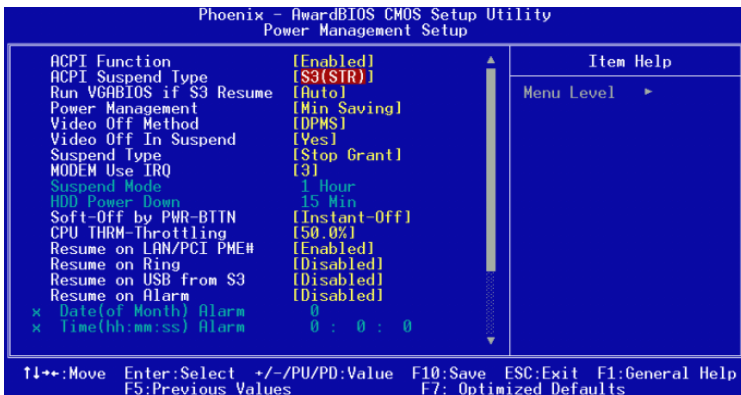 Phoenix - AwardBIOS CMOS Setup Utility
Power Management Setup
ACPI Function [Enabled]
ACPI Suspend Type [S3(STR)]
Run VGABIOS if S3 Resume [Auto]
Power Management [Min Saving]
Video Off Method [DPMS]
Video Off In Suspend [Yes]
Suspend Type [Stop Grant]
MODEM Use IRQ [3]
Suspend Mode 1 Hour
HDD Power Down 15 Min
Soft-Off by PWR-BTTN [Instant-Off]
CPU THRM-Throttling [50.0%]
Resume on LAN/PCI PME# [Enabled]
Resume on Ring [Disabled]
Resume on USB from S3 [Disabled]
Resume on Alarm [Disabled]
x Date(of Month) Alarm 0
x Time(hh:mm:ss) Alarm 0 : 0 : 0
Item Help
Menu Level ►
↑↓→←:Move Enter:Select +/-/PU/PD:Value F10:Save ESC:Exit F1:General Help
F5:Previous Values F7: Optimized Defaults